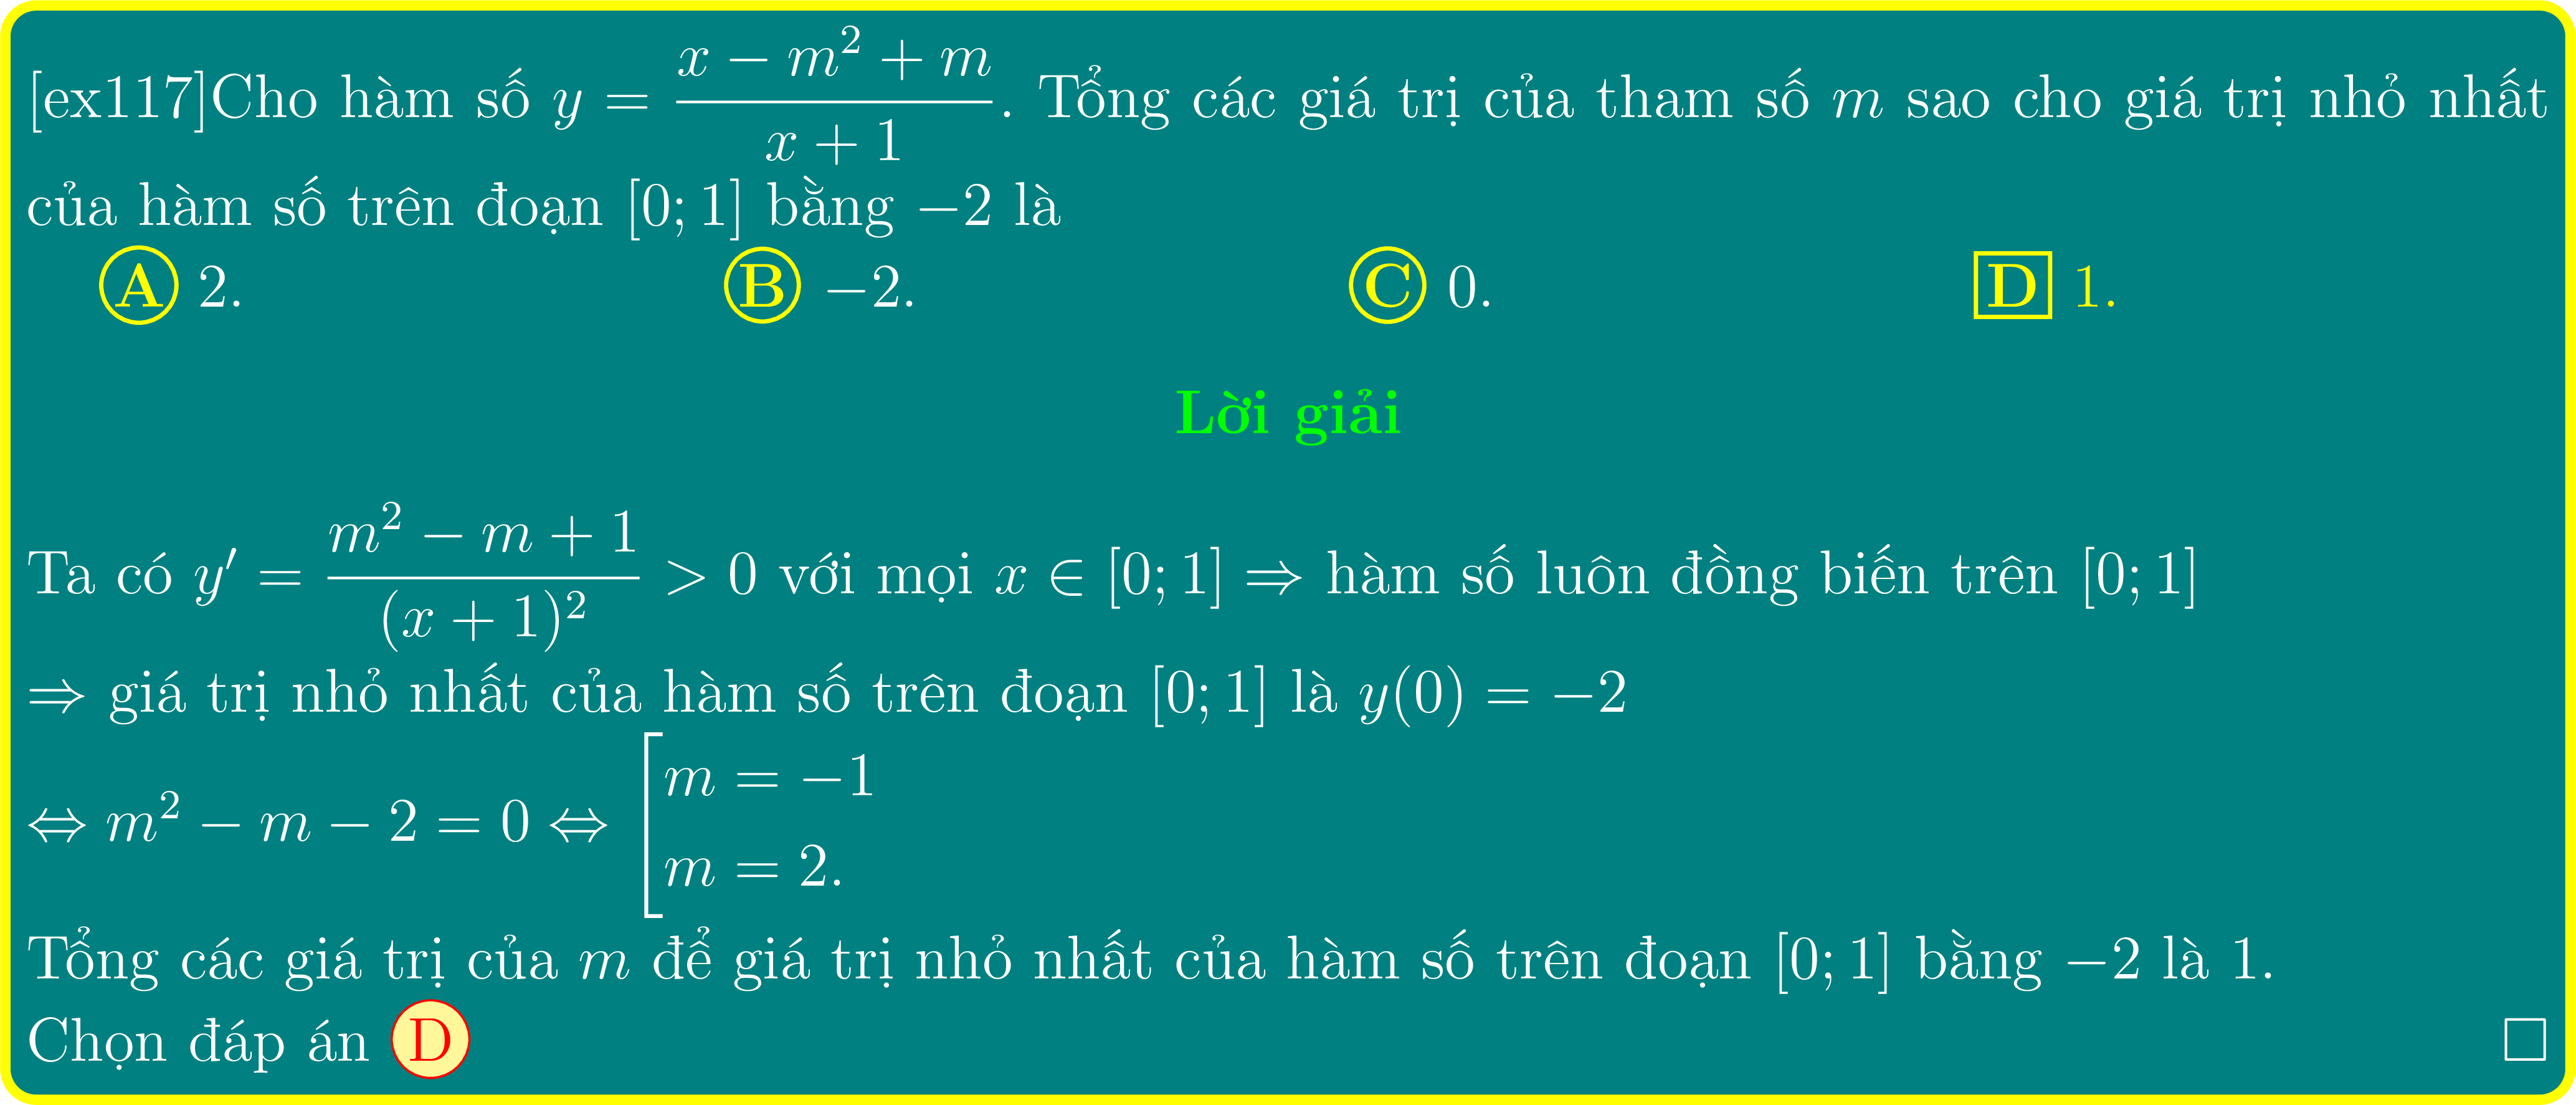 [ex117]Cho hàm số $y = \dfrac{x - m^2 + m}{x + 1}$. Tổng các giá trị của tham số $m$ sao cho giá trị nhỏ nhất
của hàm số trên đoạn $[0; 1]$ bằng $-2$ là
A 2. B $-2$. C 0. D 1.
Lời giải
Ta có $y' = \dfrac{m^2 - m + 1}{(x + 1)^2} > 0$ với mọi $x \in [0; 1] \Rightarrow$ hàm số luôn đồng biến trên $[0; 1]$
$\Rightarrow$ giá trị nhỏ nhất của hàm số trên đoạn $[0; 1]$ là $y(0) = -2$
$\Leftrightarrow m^2 - m - 2 = 0 \Leftrightarrow \left[\begin{array}{l} m = -1 \\ m = 2. \end{array}\right.$
Tổng các giá trị của $m$ để giá trị nhỏ nhất của hàm số trên đoạn $[0; 1]$ bằng $-2$ là 1.
Chọn đáp án D □